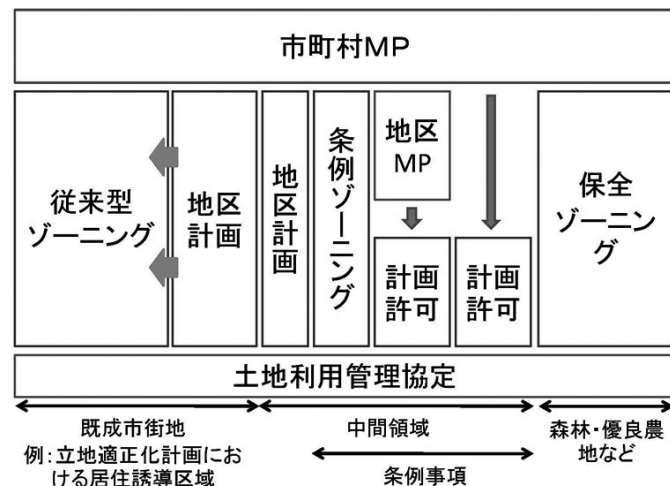 市町村MP
従来型
ゾーニング
地区
計画
地区計画
条例ゾーニング
地区
MP
計画
許可
計画
許可
保全
ゾーニン
グ
土地利用管理協定
既成市街地
例：立地適正化計画にお
ける居住誘導区域
中間領域
条例事項
森林・優良農
地など